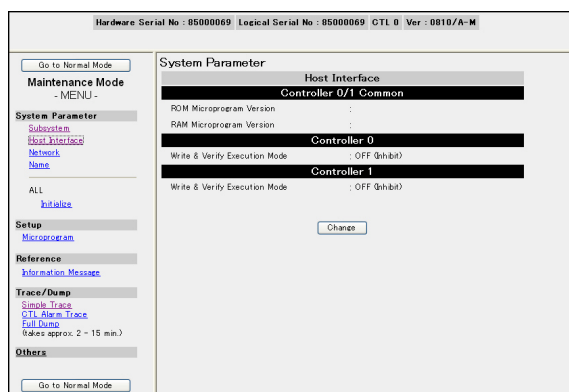 Hardware Serial No : 85000069 Logical Serial No : 85000069 CTL 0 Ver : 0810/A-M
Go to Normal Mode
Maintenance Mode
- MENU -
System Parameter
Subsystem
Host Interface
Network
Name
ALL
Initialize
Setup
Microprogram
Reference
Information Message
Trace/Dump
Simple Trace
CTL Alarm Trace
Full Dump
(takes approx. 2 - 15 min.)
Others
Go to Normal Mode
System Parameter
Host Interface
Controller 0/1 Common
ROM Microprogram Version :
RAM Microprogram Version :
Controller 0
Write & Verify Execution Mode : OFF (Inhibit)
Controller 1
Write & Verify Execution Mode : OFF (Inhibit)
Change